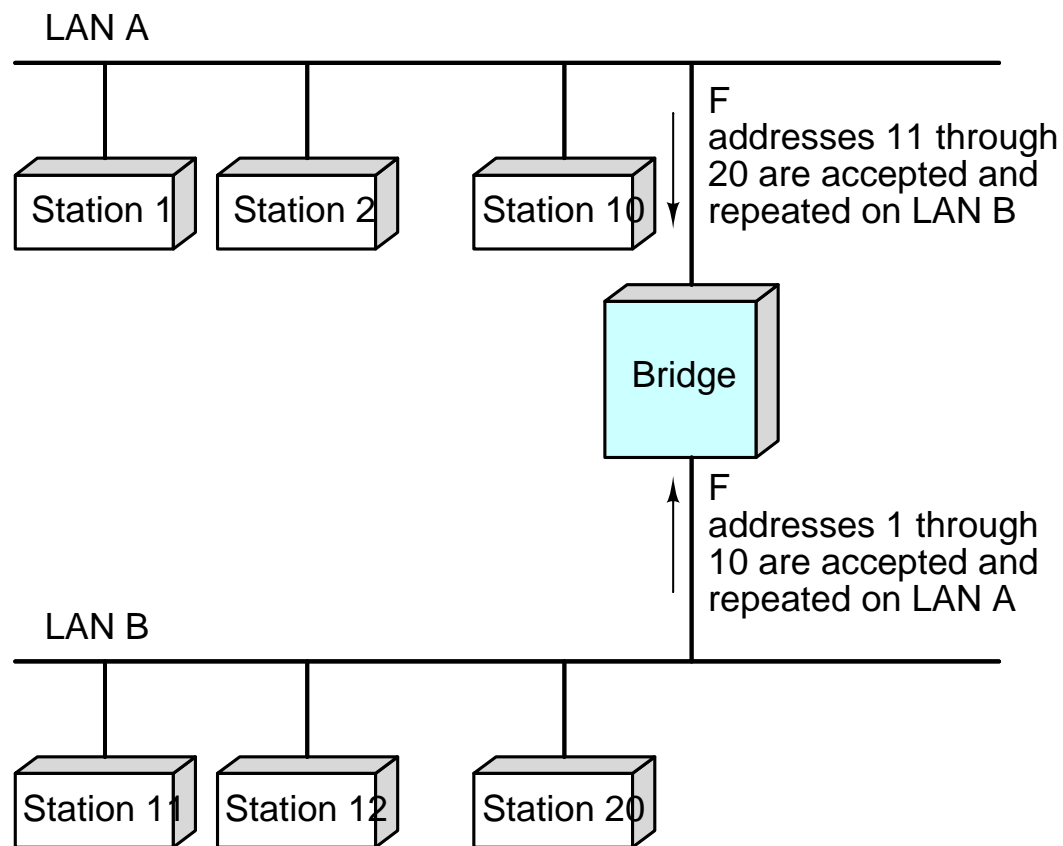 LAN A
Station 1
Station 2
Station 10
F
addresses 11 through
20 are accepted and
repeated on LAN B
Bridge
F
addresses 1 through
10 are accepted and
repeated on LAN A
LAN B
Station 11
Station 12
Station 20